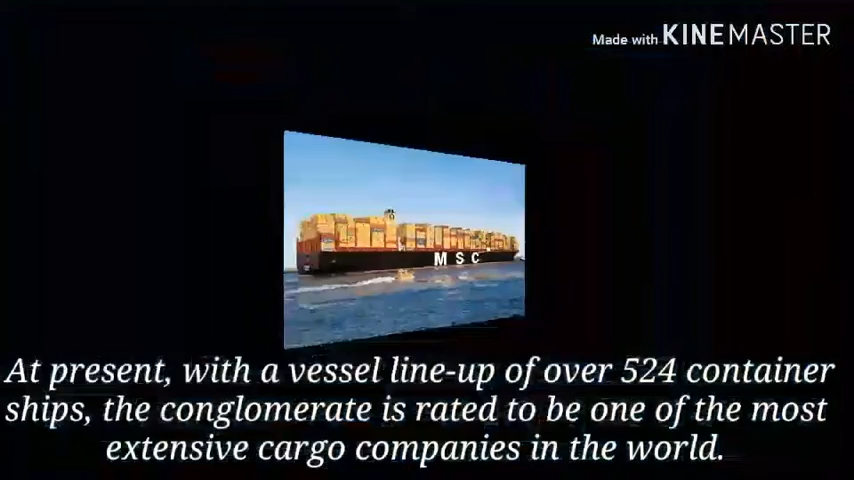 Made with KINEMASTER
MSC
At present, with a vessel line-up of over 524 container
ships, the conglomerate is rated to be one of the most
extensive cargo companies in the world.